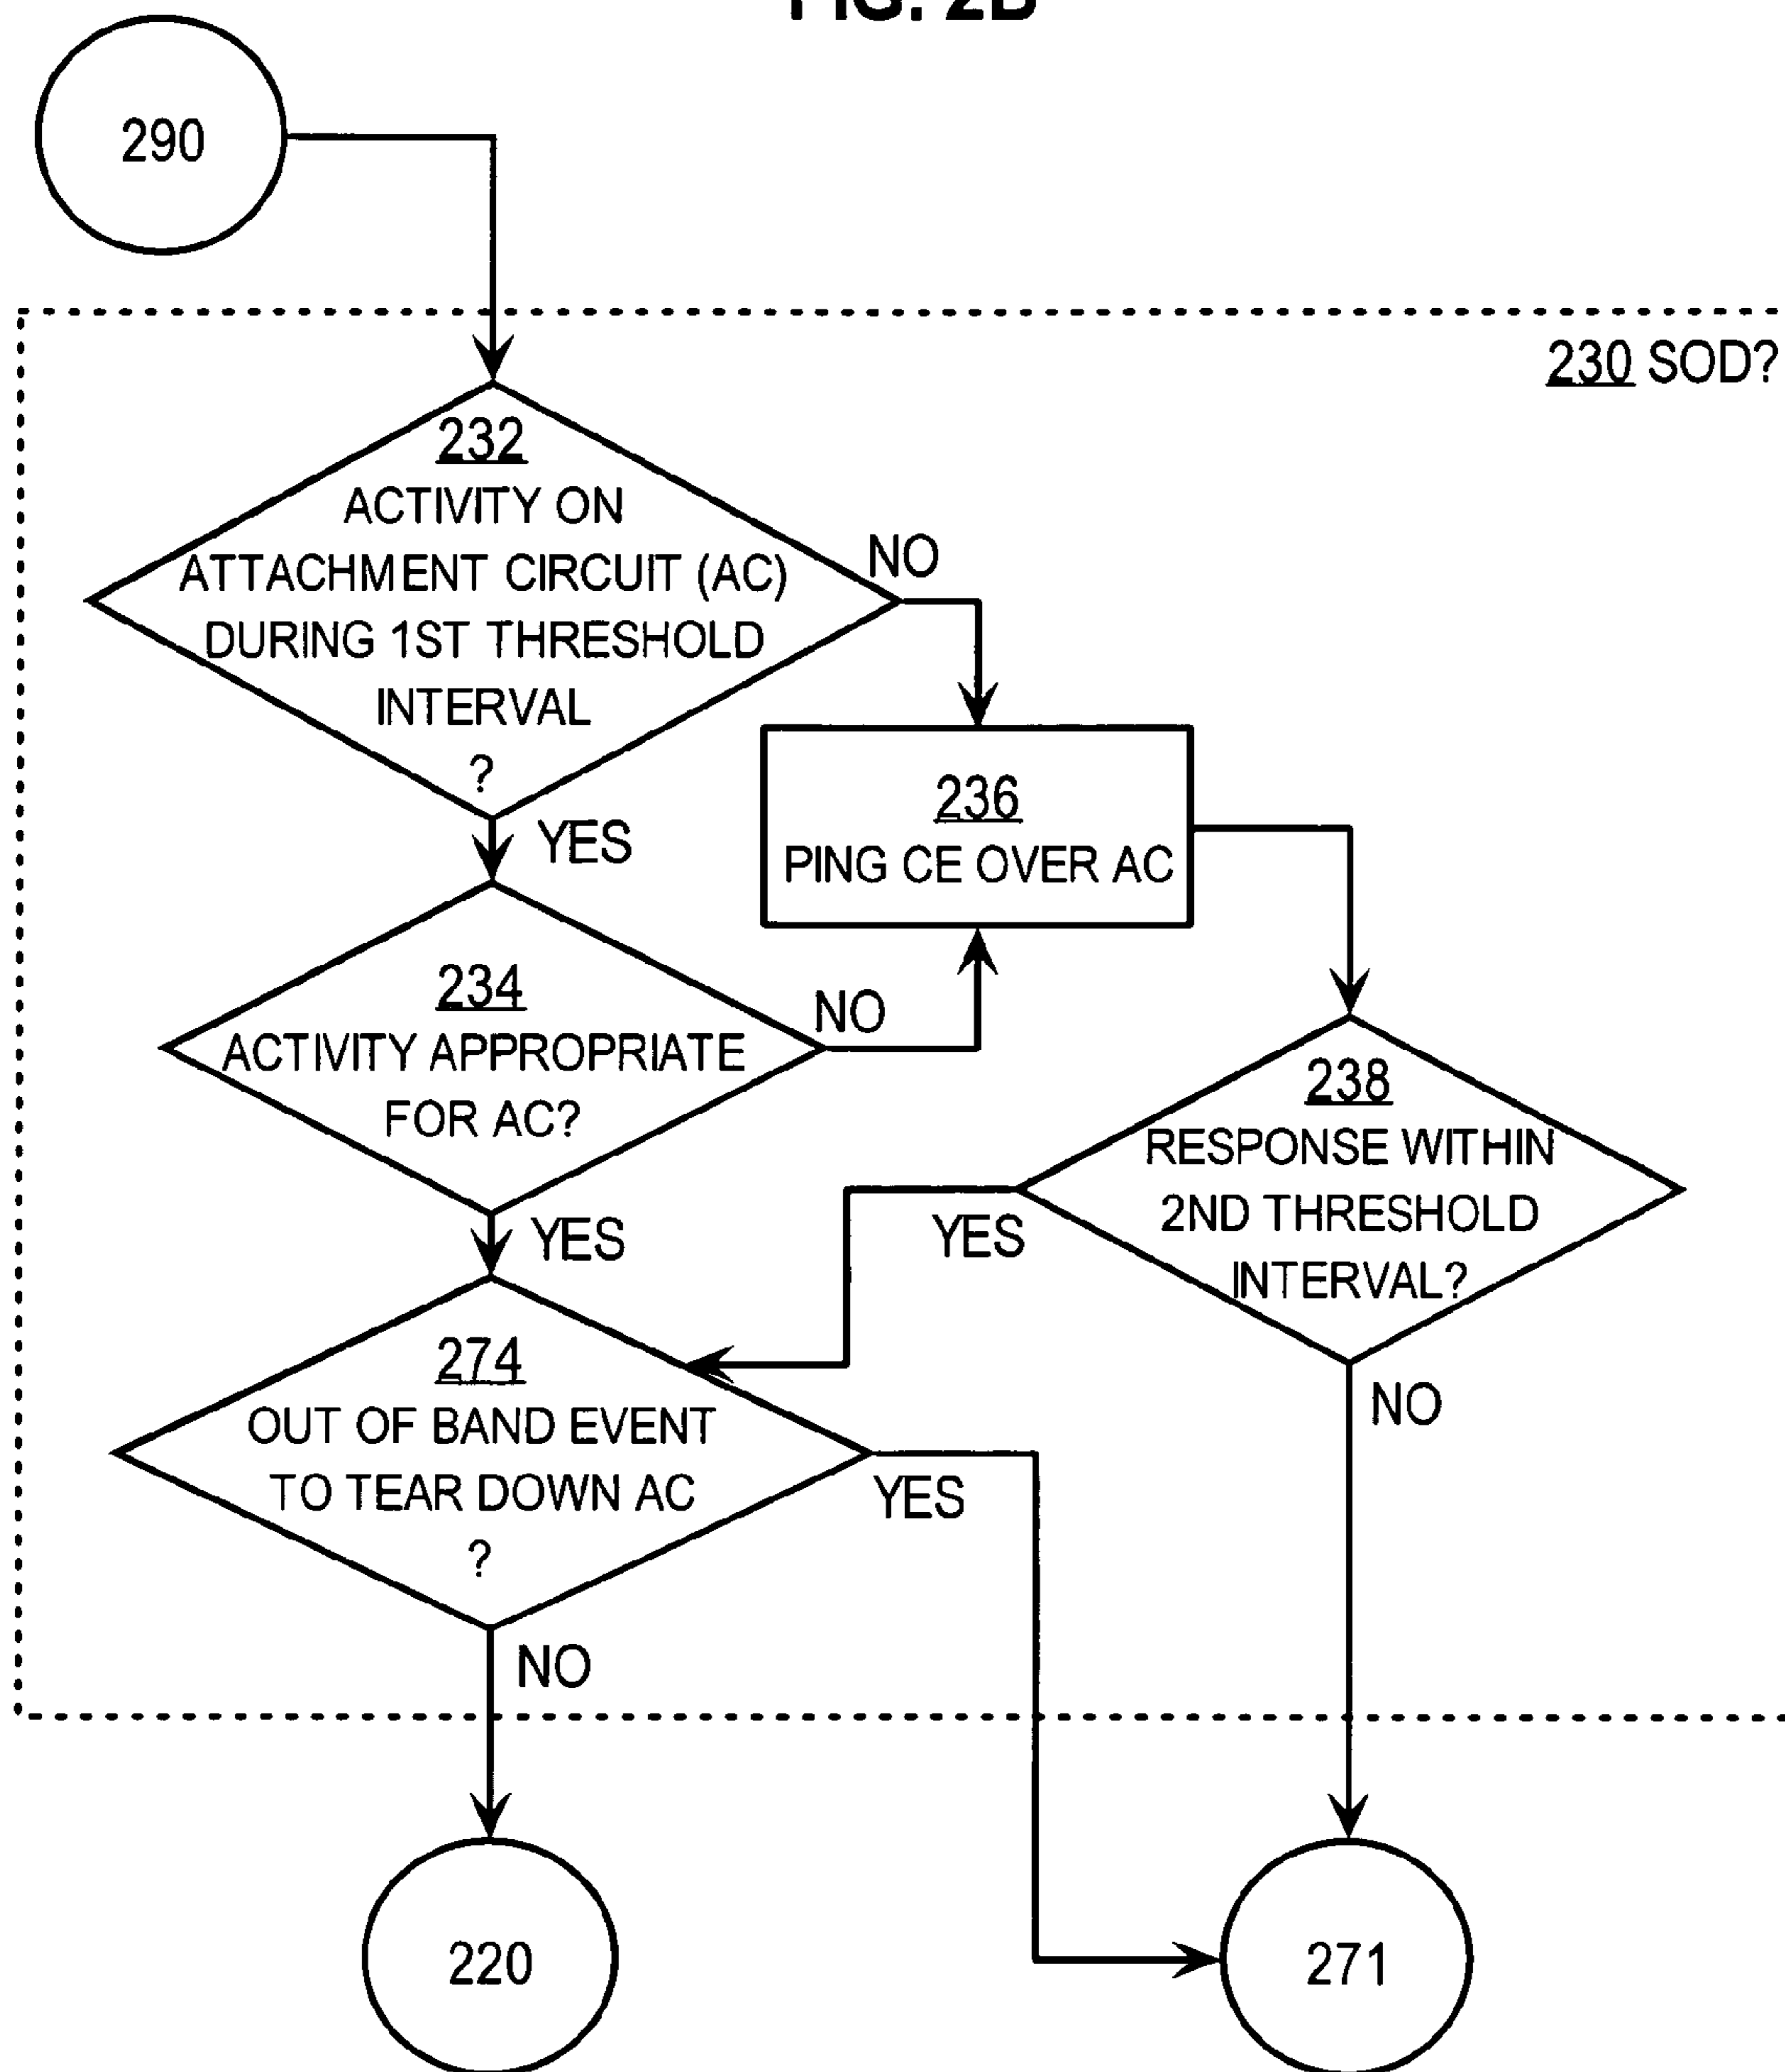 FIG. 2B
290
230 SOD?
232
ACTIVITY ON
ATTACHMENT CIRCUIT (AC)
DURING 1ST THRESHOLD
INTERVAL
?
NO
YES
236
PING CE OVER AC
234
ACTIVITY APPROPRIATE
FOR AC?
NO
YES
238
RESPONSE WITHIN
2ND THRESHOLD
INTERVAL?
YES
NO
274
OUT OF BAND EVENT
TO TEAR DOWN AC
?
YES
NO
220
271